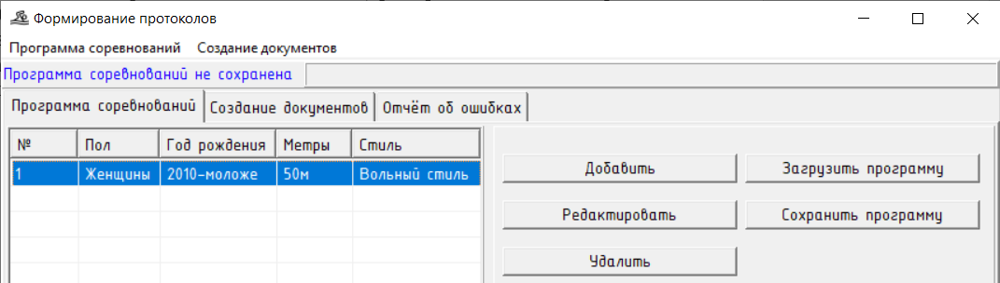 Формирование протоколов
Программа соревнований Создание документов
Программа соревнований не сохранена
Программа соревнований Создание документов Отчёт об ошибках
№ Пол Год рождения Метры Стиль
1 Женщины 2010-моложе 50м Вольный стиль
Добавить Загрузить программу
Редактировать Сохранить программу
Удалить